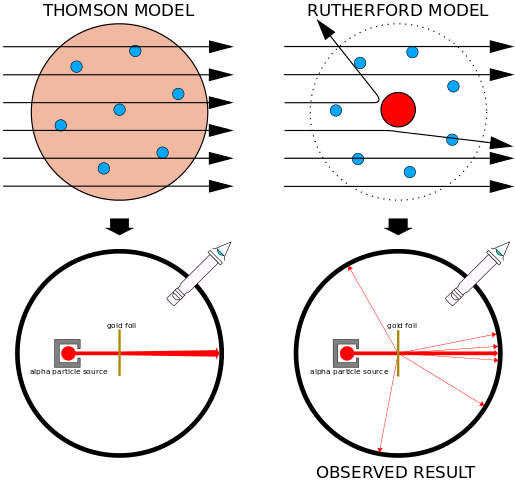 THOMSON MODEL
RUTHERFORD MODEL
gold foil
alpha particle source
gold foil
alpha particle source
OBSERVED RESULT